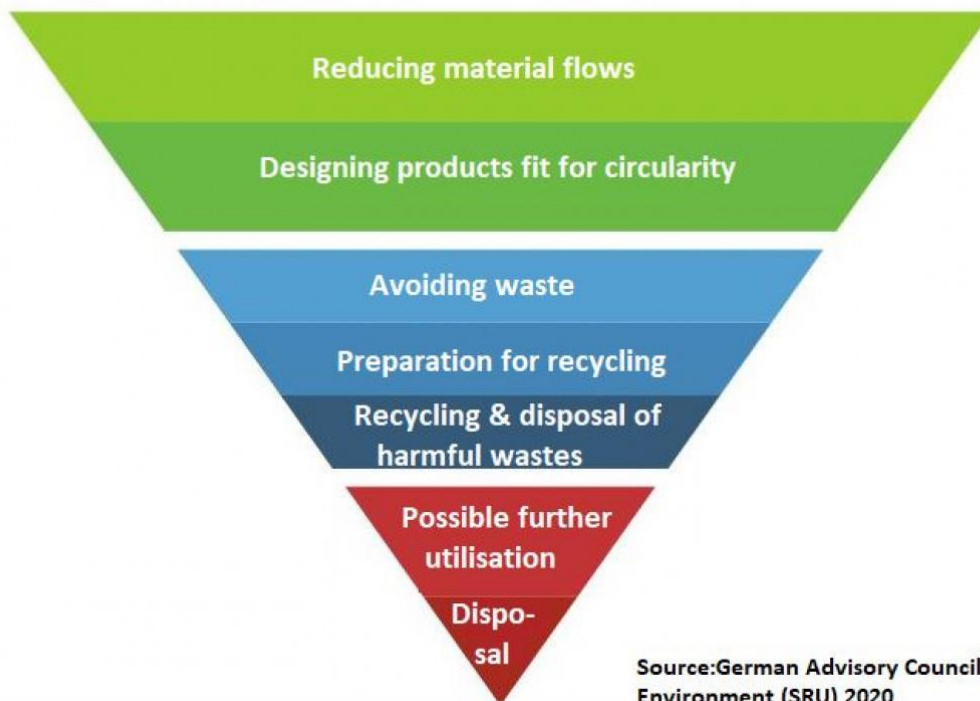 Reducing material flows
Designing products fit for circularity
Avoiding waste
Preparation for recycling
Recycling & disposal of
harmful wastes
Possible further
utilisation
Dispo-
sal
Source:German Advisory Council
Environment (SRU) 2020